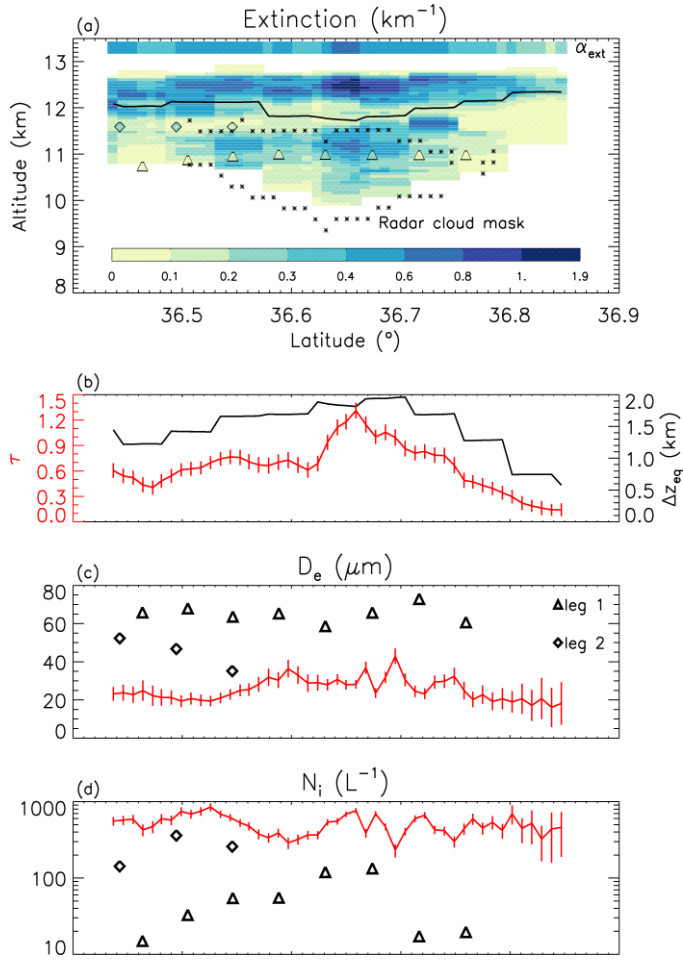 (a) Extinction (km⁻¹)
13
12
11
10
9
8
Altitude (km)
αext
Radar cloud mask
0 0.1 0.2 0.3 0.4 0.6 0.8 1. 1.9
36.5 36.6 36.7 36.8 36.9
Latitude (°)
(b)
1.5
1.2
0.9
0.6
0.3
0.0
τ
2.0
1.5
1.0
0.5
0.0
Δzeq (km)
(c) De (μm)
80
60
40
20
0
leg 1
leg 2
(d) Ni (L⁻¹)
1000
100
10